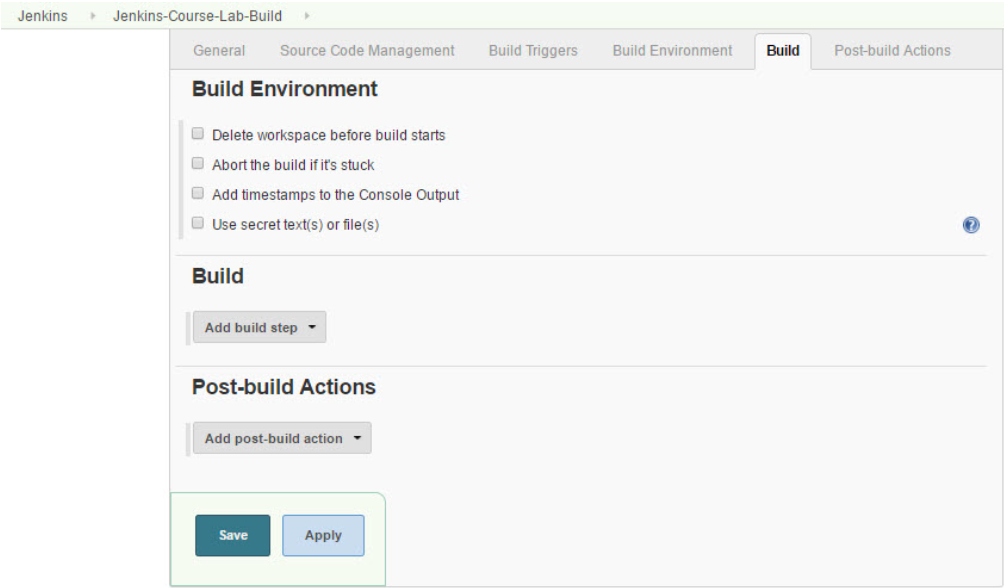 Jenkins Jenkins-Course-Lab-Build
General Source Code Management Build Triggers Build Environment Build Post-build Actions
Build Environment
Delete workspace before build starts
Abort the build if it's stuck
Add timestamps to the Console Output
Use secret text(s) or file(s)
?
Build
Add build step
Post-build Actions
Add post-build action
Save Apply